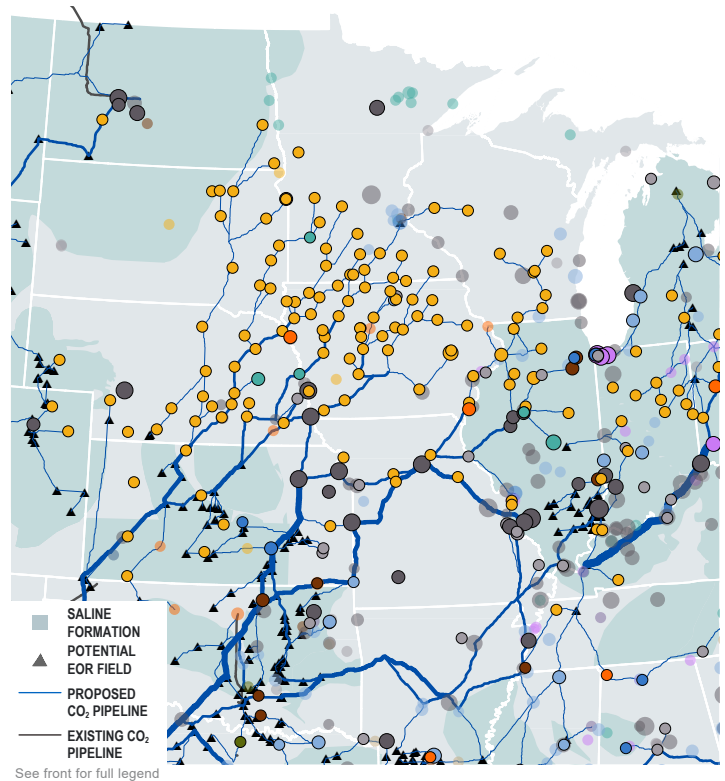 SALINE
FORMATION
POTENTIAL
EOR FIELD
PROPOSED
CO₂ PIPELINE
EXISTING CO₂
PIPELINE
See front for full legend